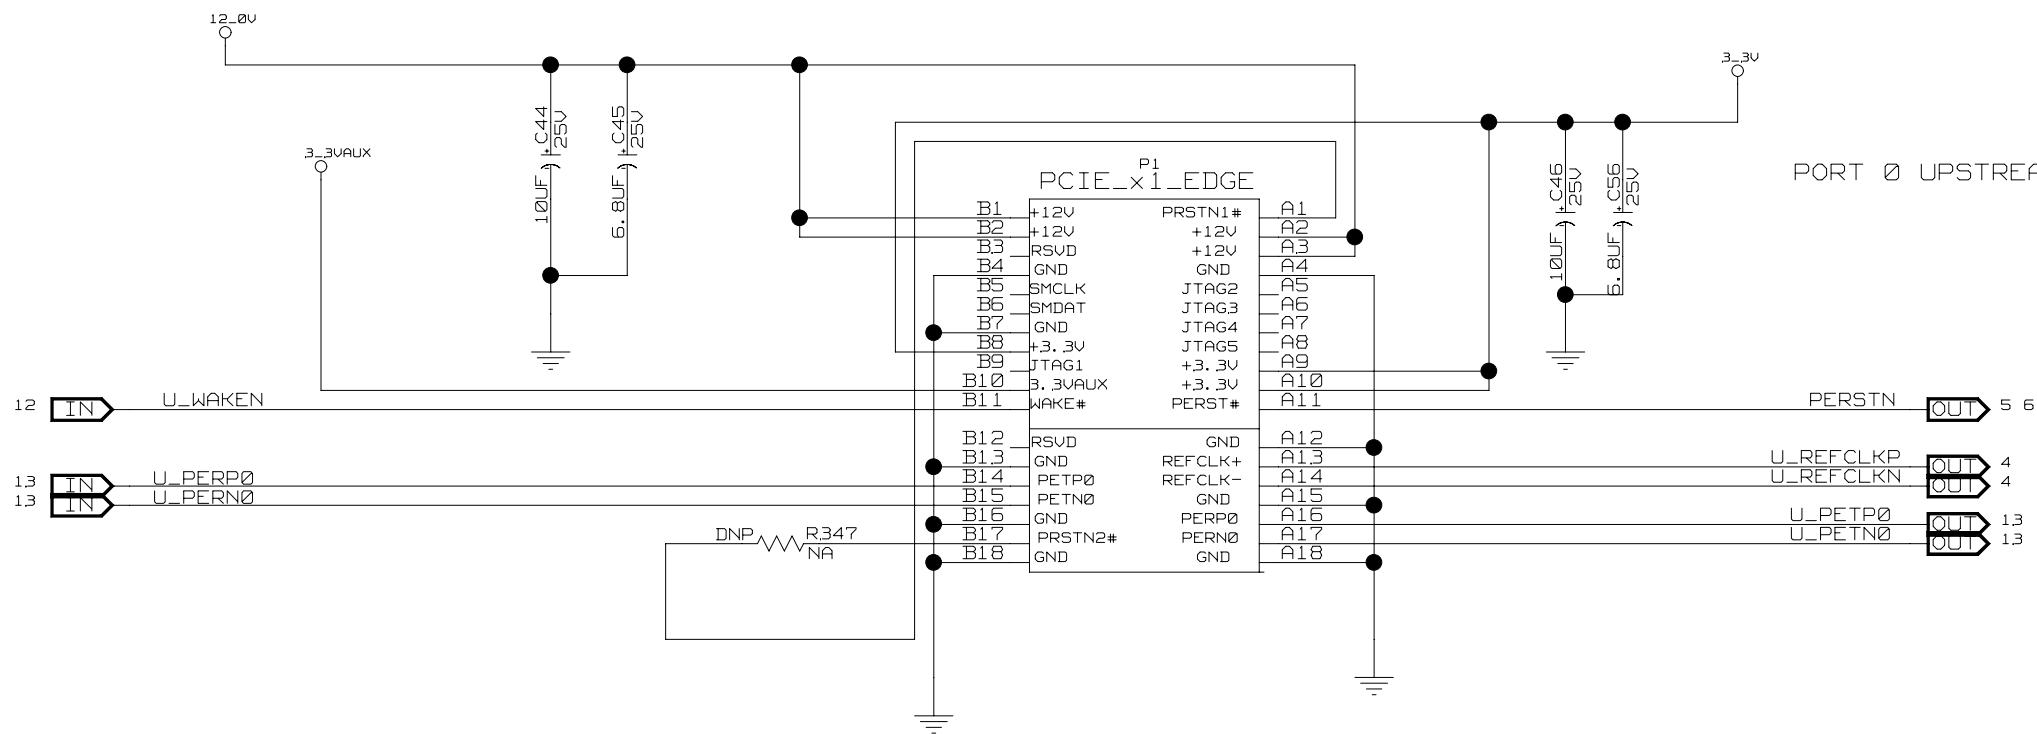 12_0V
3_3V
3_3VAUX
C44
25V
10UF
C45
25V
6.8UF
C46
25V
10UF
C56
25V
6.8UF
PORT 0 UPSTREA
P1
PCIE_x1_EDGE
B1 +12V PRSTN1# A1
B2 +12V +12V A2
B3 RSVD +12V A3
B4 GND GND A4
B5 SMCLK JTAG2 A5
B6 SMDAT JTAG3 A6
B7 GND JTAG4 A7
B8 +3.3V JTAG5 A8
B9 JTAG1 +3.3V A9
B10 3.3VAUX +3.3V A10
12 IN U_WAKEN B11 WAKE# PERST# A11 PERSTN OUT 5 6
B12 RSVD GND A12
B13 GND REFCLK+ A13 U_REFCLKP OUT 4
13 IN U_PERP0 B14 PETP0 REFCLK- A14 U_REFCLKN OUT 4
13 IN U_PERN0 B15 PETN0 GND A15
B16 GND PERP0 A16 U_PETP0 OUT 13
DNP R347 B17 PRSTN2# PERN0 A17 U_PETN0 OUT 13
NA
B18 GND GND A18